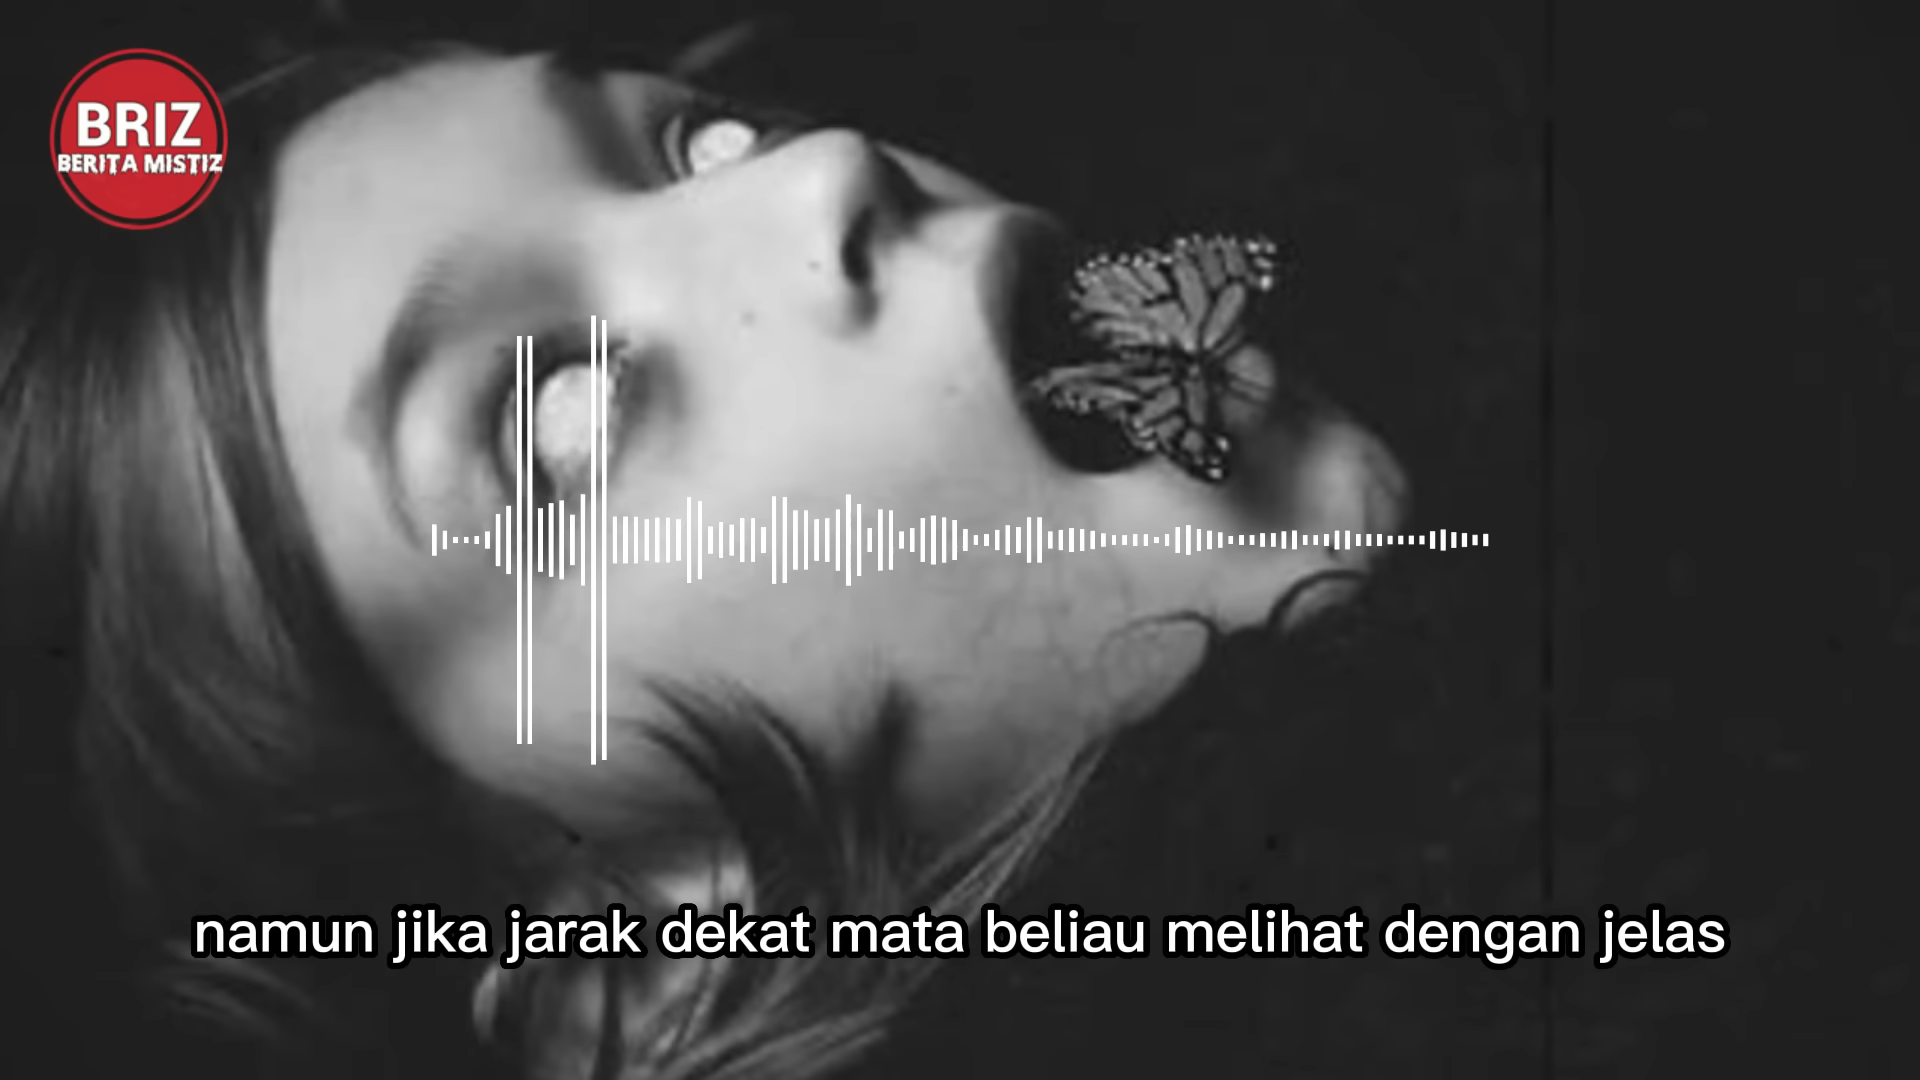 BRIZ
BERITA MISTIZ
namun jika jarak dekat mata beliau melihat dengan jelas